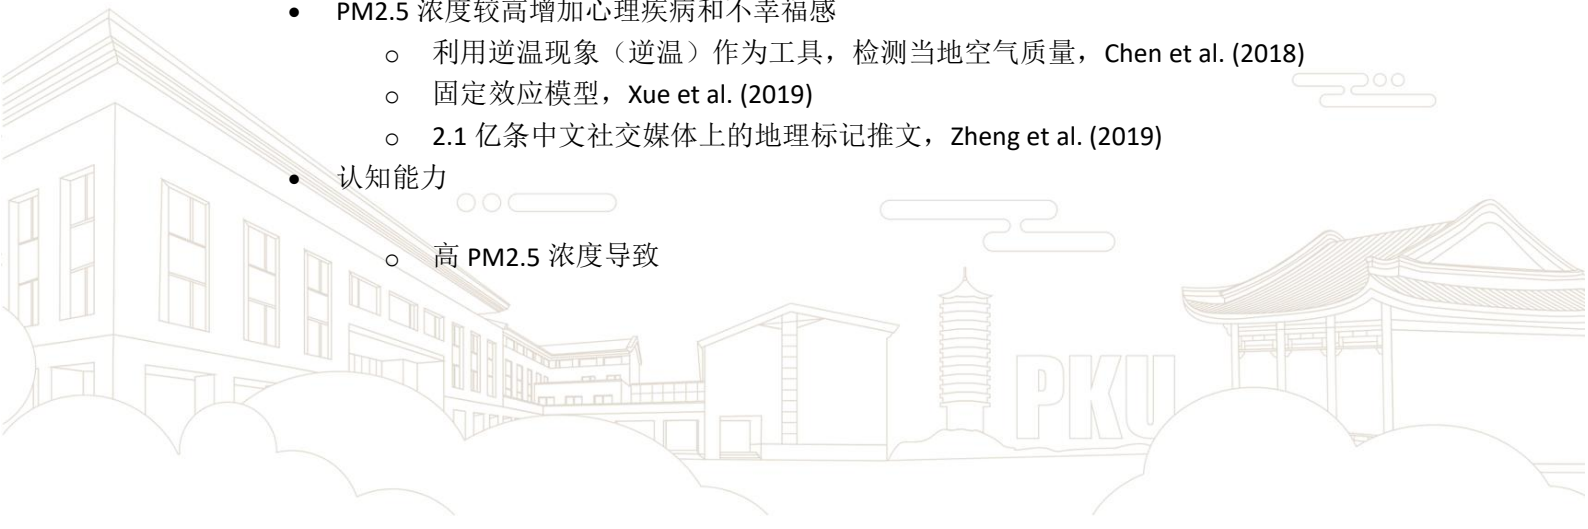 • PM2.5 浓度较高增加心理疾病和不幸福感
o 利用逆温现象（逆温）作为工具，检测当地空气质量，Chen et al. (2018)
o 固定效应模型，Xue et al. (2019)
o 2.1 亿条中文社交媒体上的地理标记推文，Zheng et al. (2019)
• 认知能力
o 高 PM2.5 浓度导致
PKU